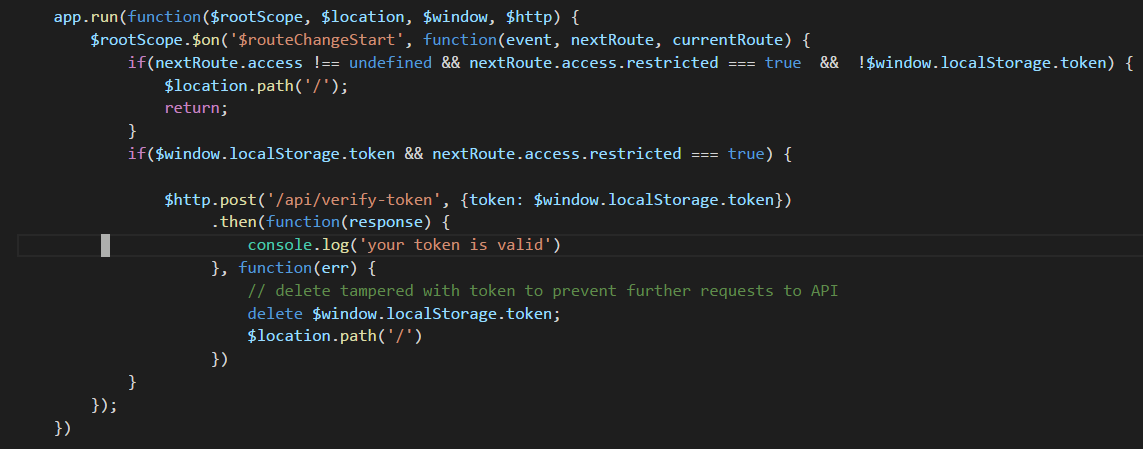 app.run(function($rootScope, $location, $window, $http) {
    $rootScope.$on('$routeChangeStart', function(event, nextRoute, currentRoute) {
        if(nextRoute.access !== undefined && nextRoute.access.restricted === true  &&  !$window.localStorage.token) {
            $location.path('/');
            return;
        }
        if($window.localStorage.token && nextRoute.access.restricted === true) {

            $http.post('/api/verify-token', {token: $window.localStorage.token})
                 .then(function(response) {
                     console.log('your token is valid')
                 }, function(err) {
                     // delete tampered with token to prevent further requests to API
                     delete $window.localStorage.token;
                     $location.path('/')
                 })
        }
    });
})